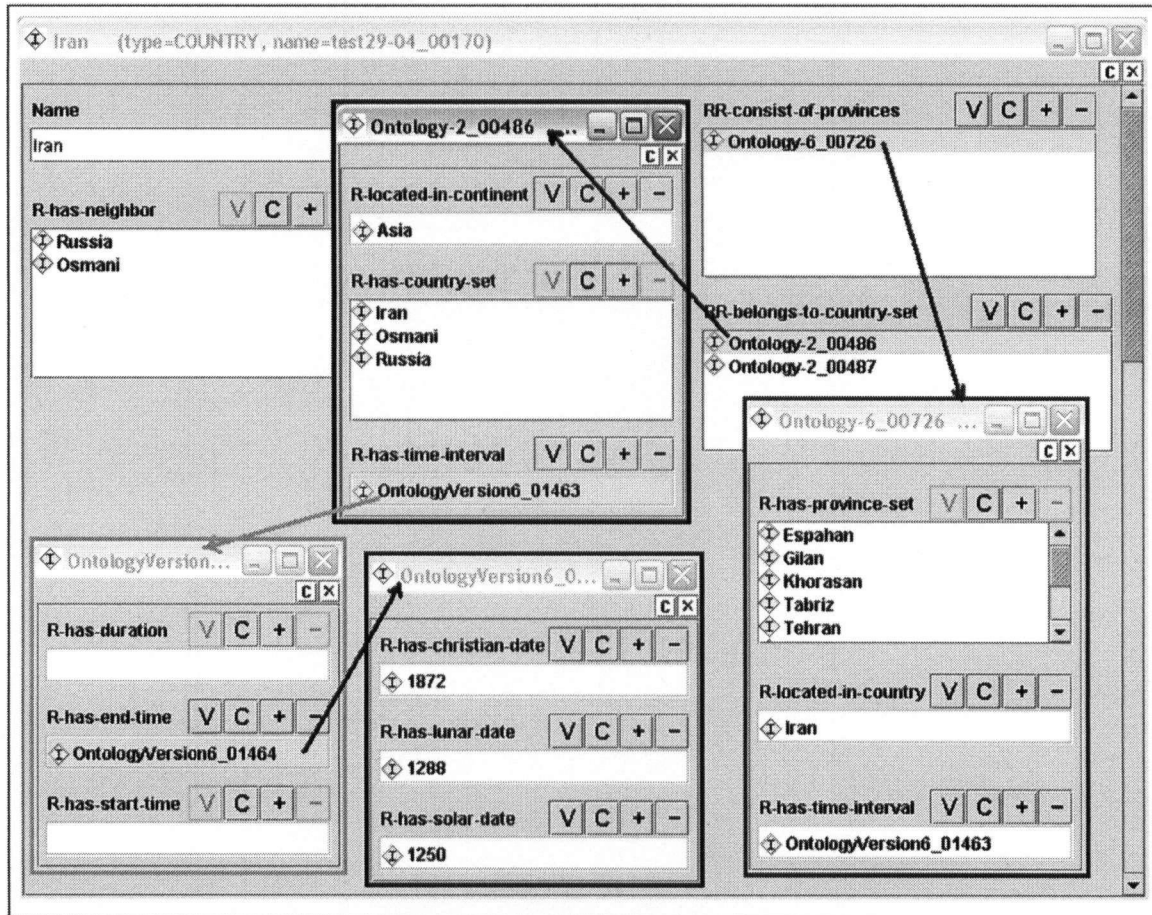 Iran (type=COUNTRY, name=test29-04_00170)
C X
Name
Iran
R-has-neighbor V C +
Russia
Osmani
Ontology-2_00486 ...
C X
R-located-in-continent V C + −
Asia
R-has-country-set V C + −
Iran
Osmani
Russia
R-has-time-interval V C + −
OntologyVersion6_01463
RR-consist-of-provinces V C + −
Ontology-6_00726
RR-belongs-to-country-set V C + −
Ontology-2_00486
Ontology-2_00487
OntologyVersion...
C X
R-has-duration V C + −
R-has-end-time V C + −
OntologyVersion6_01464
R-has-start-time V C + −
OntologyVersion6_0...
C X
R-has-christian-date V C + −
1872
R-has-lunar-date V C + −
1288
R-has-solar-date V C + −
1250
Ontology-6_00726 ...
C X
R-has-province-set V C + −
Espahan
Gilan
Khorasan
Tabriz
Tehran
R-located-in-country V C + −
Iran
R-has-time-interval V C + −
OntologyVersion6_01463